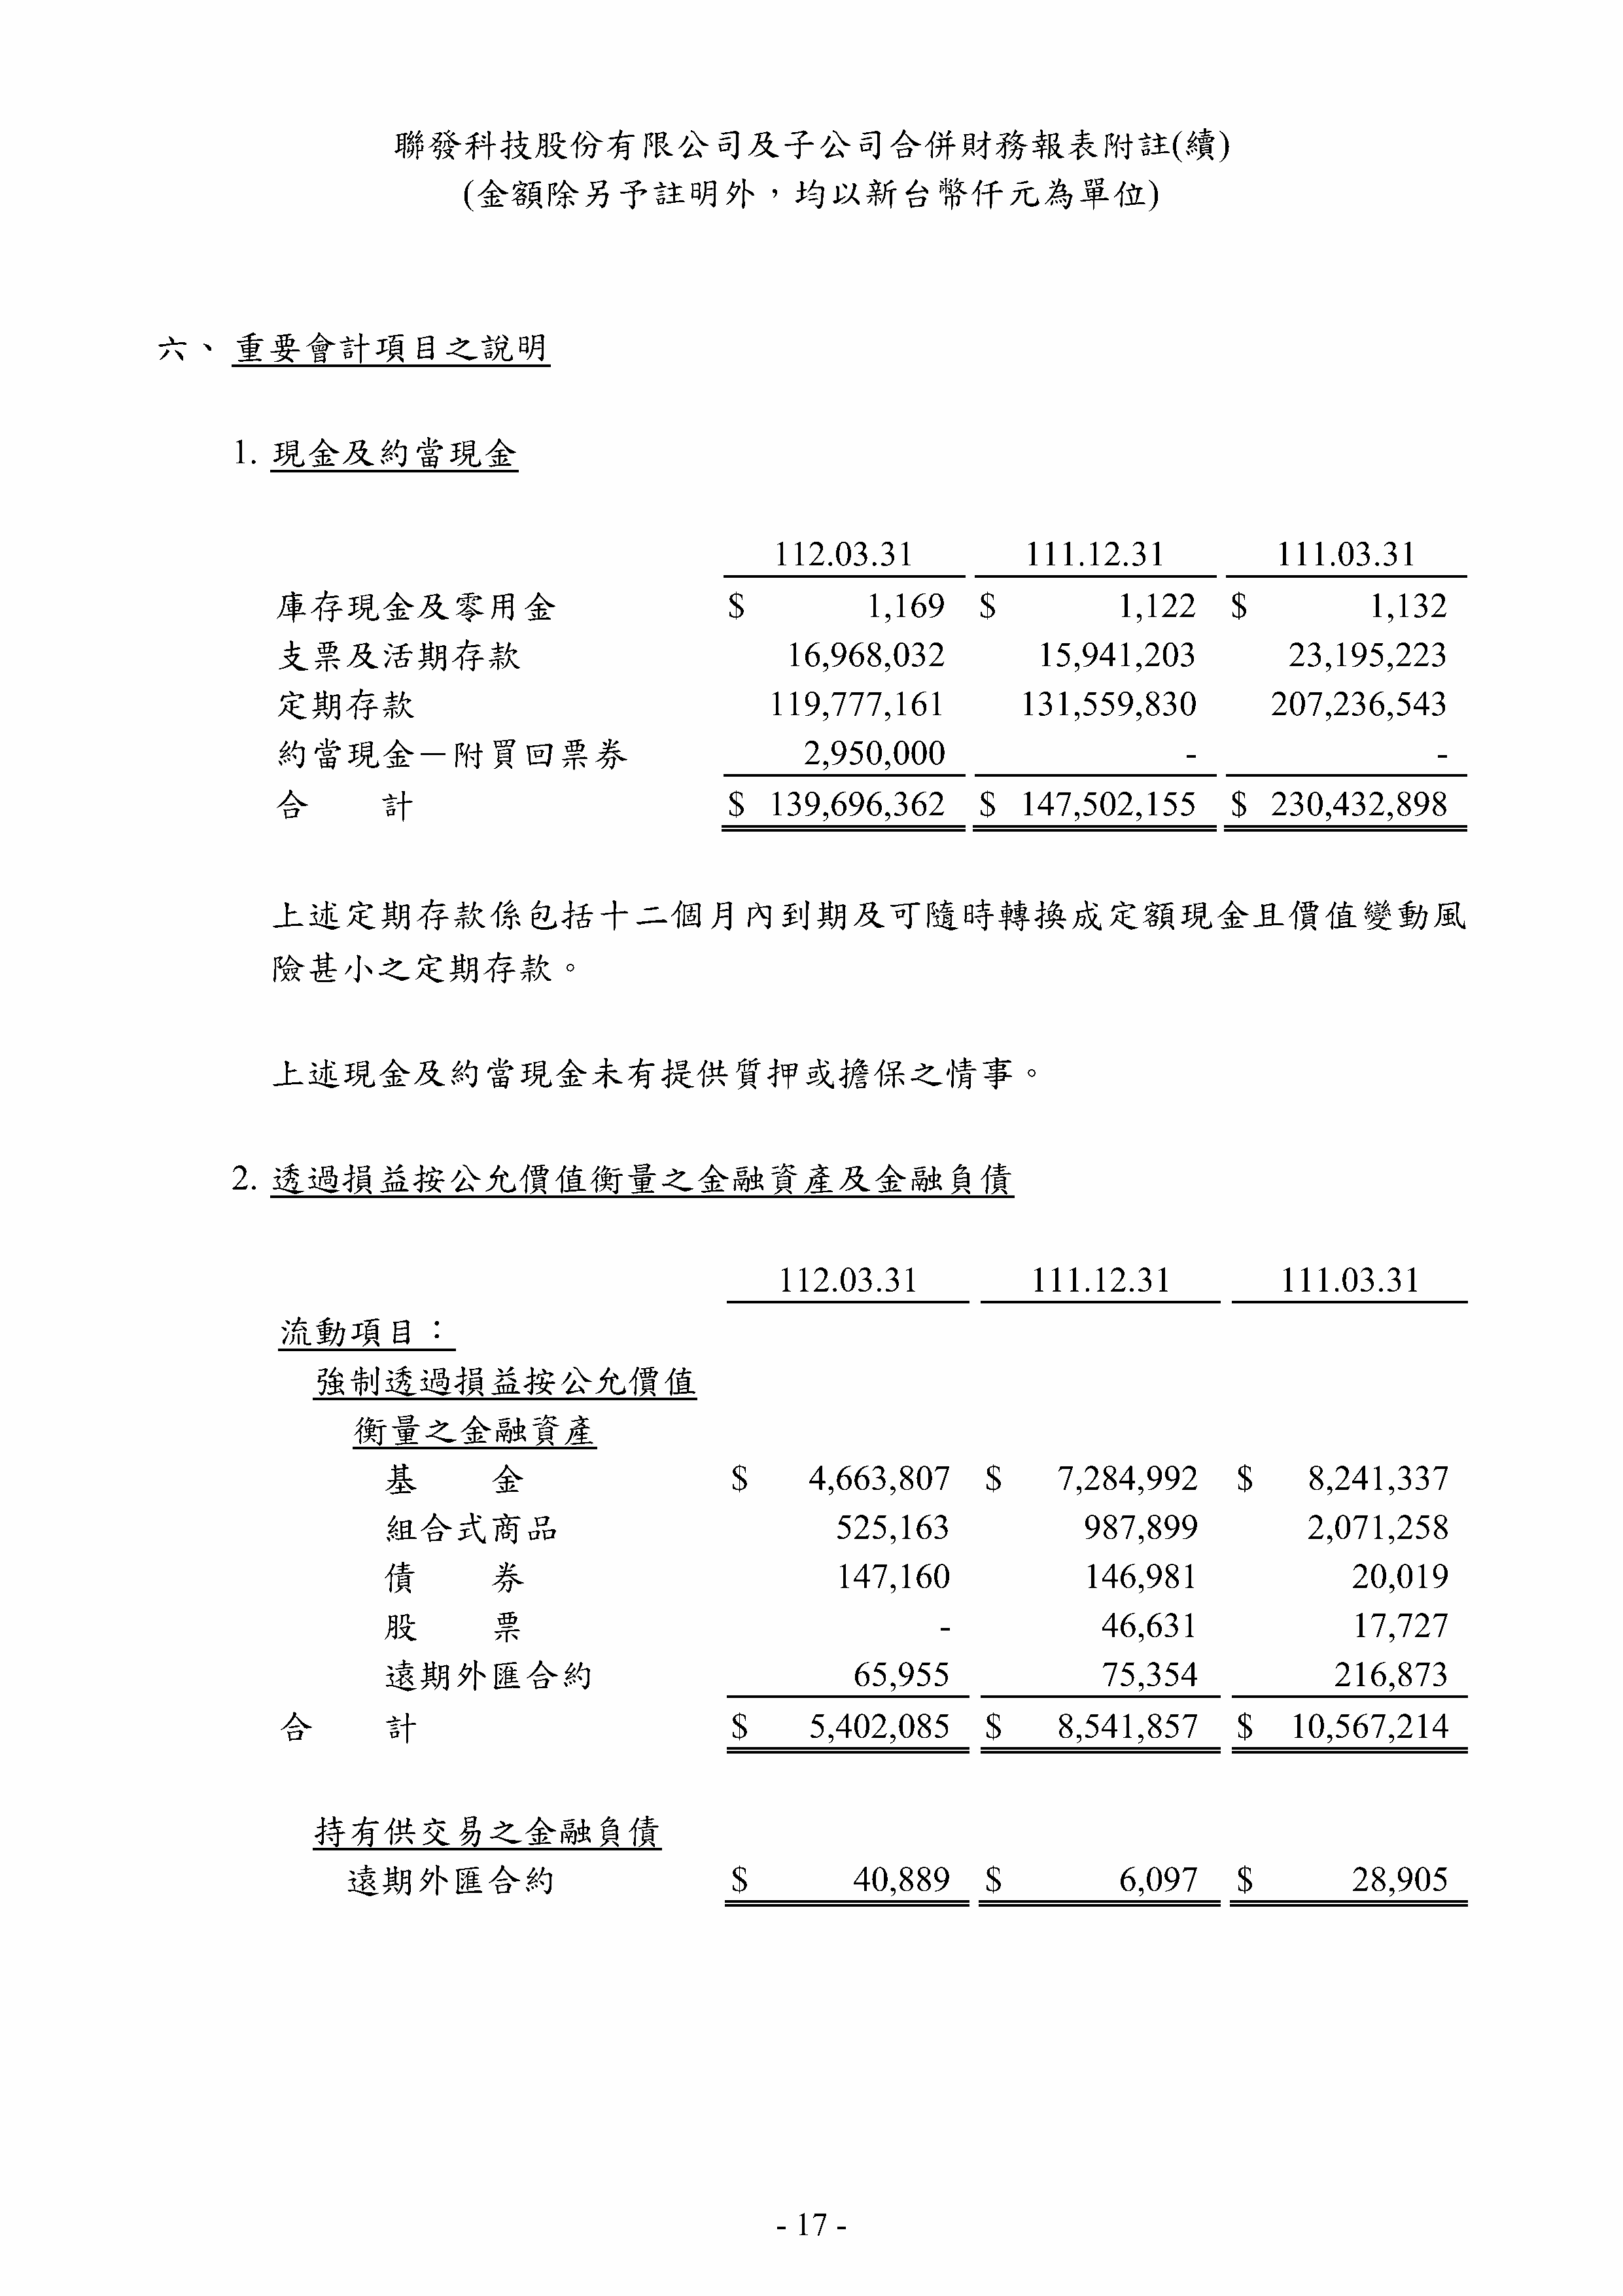 聯發科技股份有限公司及子公司合併財務報表附註(續)
(金額除另予註明外，均以新台幣仟元為單位)
六、重要會計項目之說明
1. 現金及約當現金
112.03.31 111.12.31 111.03.31
庫存現金及零用金 $ 1,169 $ 1,122 $ 1,132
支票及活期存款 16,968,032 15,941,203 23,195,223
定期存款 119,777,161 131,559,830 207,236,543
約當現金－附買回票券 2,950,000 - -
合 計 $ 139,696,362 $ 147,502,155 $ 230,432,898
上述定期存款係包括十二個月內到期及可隨時轉換成定額現金且價值變動風
險甚小之定期存款。
上述現金及約當現金未有提供質押或擔保之情事。
2. 透過損益按公允價值衡量之金融資產及金融負債
112.03.31 111.12.31 111.03.31
流動項目：
強制透過損益按公允價值
衡量之金融資產
基 金 $ 4,663,807 $ 7,284,992 $ 8,241,337
組合式商品 525,163 987,899 2,071,258
債 券 147,160 146,981 20,019
股 票 - 46,631 17,727
遠期外匯合約 65,955 75,354 216,873
合 計 $ 5,402,085 $ 8,541,857 $ 10,567,214
持有供交易之金融負債
遠期外匯合約 $ 40,889 $ 6,097 $ 28,905
- 17 -